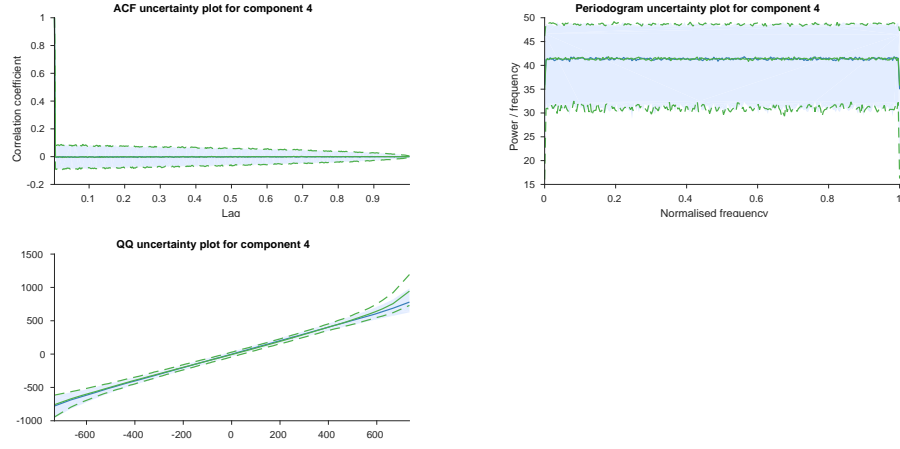 ACF uncertainty plot for component 4
Correlation coefficient
1
0.8
0.6
0.4
0.2
0
-0.2
0.1 0.2 0.3 0.4 0.5 0.6 0.7 0.8 0.9
Lag
Periodogram uncertainty plot for component 4
Power / frequency
50
45
40
35
30
25
20
15
0 0.2 0.4 0.6 0.8 1
Normalised frequency
QQ uncertainty plot for component 4
1500
1000
500
0
-500
-1000
-600 -400 -200 0 200 400 600